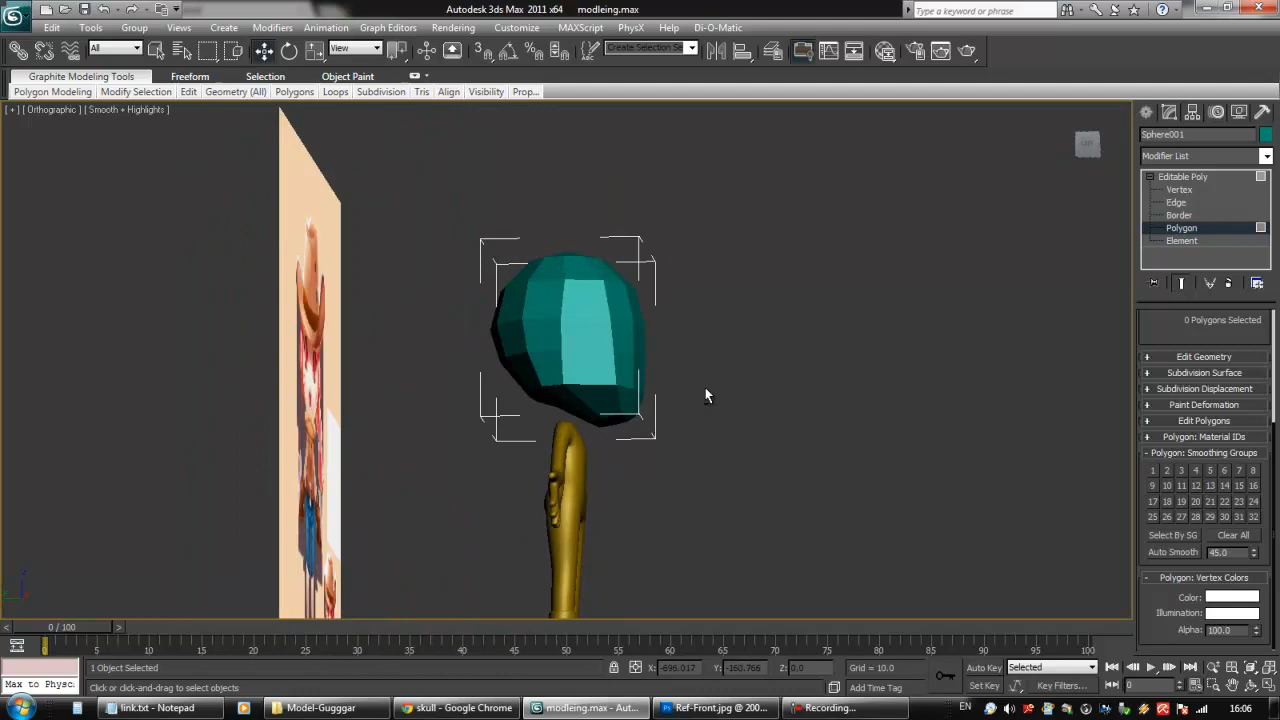 Autodesk 3ds Max 2011 x64 modleing.max
Type a keyword or phrase
Edit Tools Group Views Create Modifiers Animation Graph Editors Rendering Customize MAXScript PhysX Help Di-O-Matic
All View Create Selection Se
Graphite Modeling Tools Freeform Selection Object Paint
Polygon Modeling Modify Selection Edit Geometry (All) Polygons Loops Subdivision Tris Align Visibility Prop...
[ + ] [ Orthographic ] [ Smooth + Highlights ]
Sphere001
Modifier List
Editable Poly
Vertex
Edge
Border
Polygon
Element
0 Polygons Selected
+ Edit Geometry
+ Subdivision Surface
+ Subdivision Displacement
+ Paint Deformation
+ Edit Polygons
+ Polygon: Material IDs
- Polygon: Smoothing Groups
1 2 3 4 5 6 7 8
9 10 11 12 13 14 15 16
17 18 19 20 21 22 23 24
25 26 27 28 29 30 31 32
Select By SG Clear All
Auto Smooth 45.0
- Polygon: Vertex Colors
Color:
Illumination:
Alpha: 100.0
< 0 / 100 >
0 5 10 15 20 25 30 35 40 45 50 55 60 65 70 75 80 85 90 95 100
1 Object Selected X: -696.017 Y: -160.766 Z: 0.0 Grid = 10.0 Auto Key Selected
Max to Physc Click or click-and-drag to select objects Add Time Tag Set Key Key Filters... 0
link.txt - Notepad Model-Gugggar skull - Google Chrome modleing.max - Aut... Ref-Front.jpg @ 200... Recording... EN 16:06